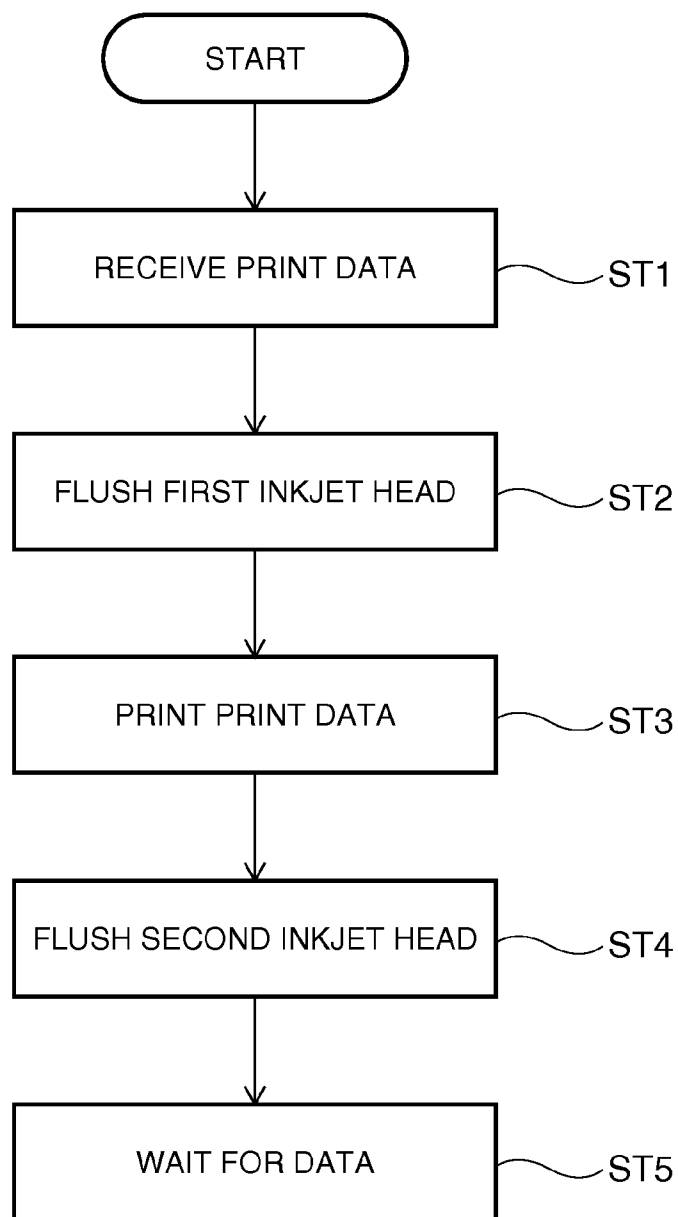 START
RECEIVE PRINT DATA
ST1
FLUSH FIRST INKJET HEAD
ST2
PRINT PRINT DATA
ST3
FLUSH SECOND INKJET HEAD
ST4
WAIT FOR DATA
ST5